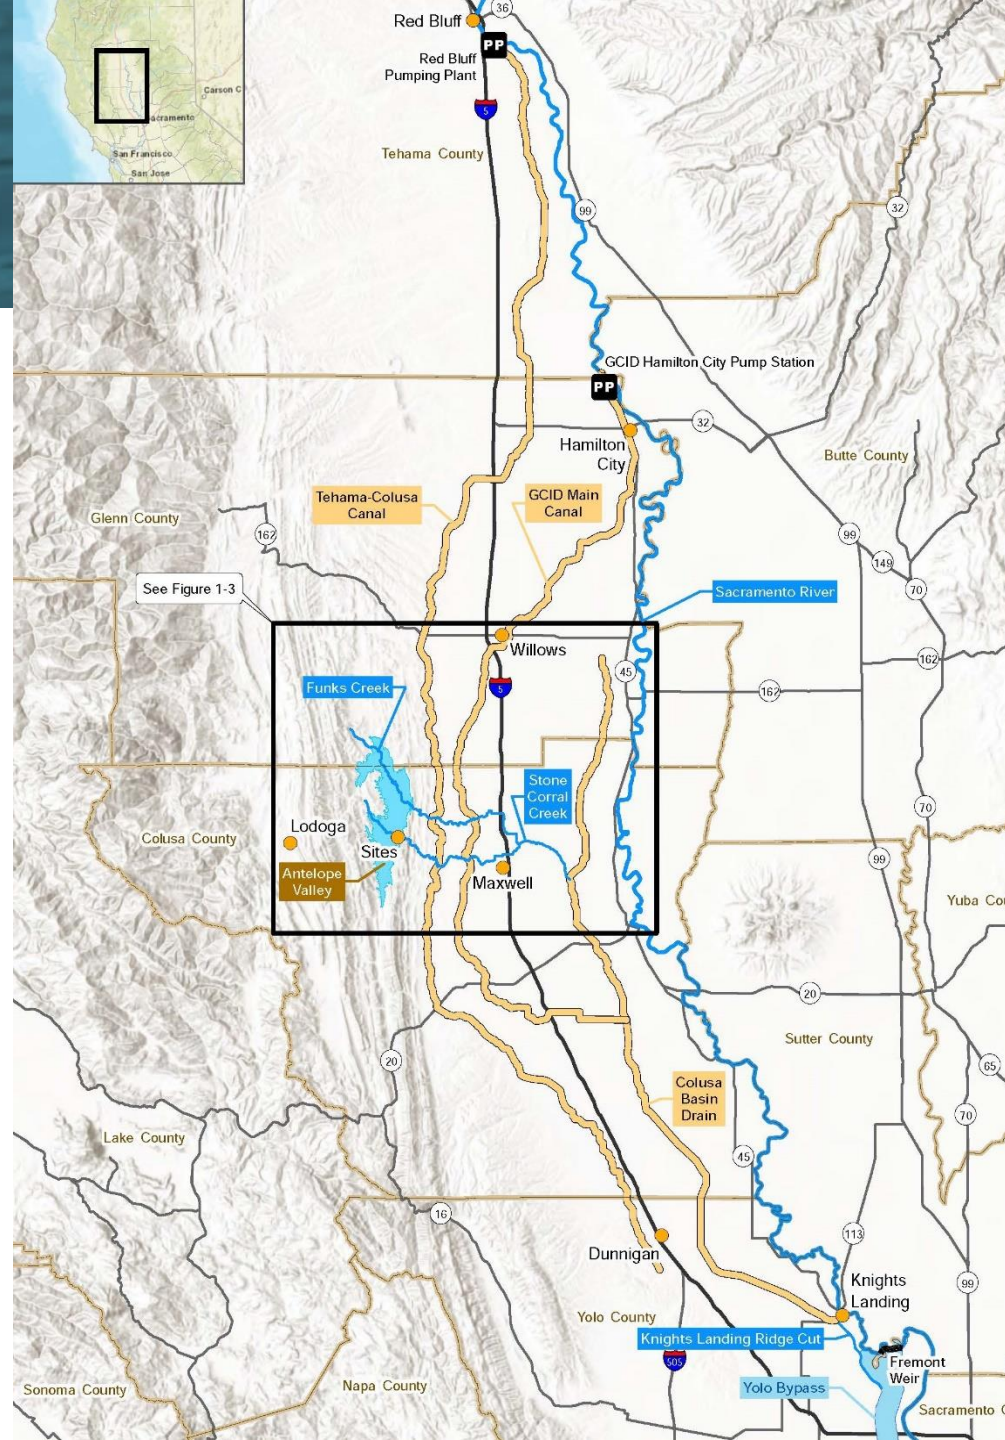 Carson C
Sacramento
San Francisco
San Jose
Red Bluff
36
PP
Red Bluff
Pumping Plant
5
Tehama County
99
32
GCID Hamilton City Pump Station
PP
32
Hamilton
City
Butte County
Tehama-Colusa
Canal
GCID Main
Canal
Glenn County
162
99
149
70
See Figure 1-3
Sacramento River
Willows
162
45
162
Funks Creek
5
Stone
Corral
Creek
70
Lodoga
Colusa County
Sites
99
Antelope
Valley
Maxwell
Yuba Cou
20
Sutter County
20
65
Colusa
Basin
Drain
70
Lake County
45
16
113
Dunnigan
Knights
Landing
99
Yolo County
Knights Landing Ridge Cut
505
Fremont
Weir
Napa County
Yolo Bypass
Sonoma County
Sacramento C